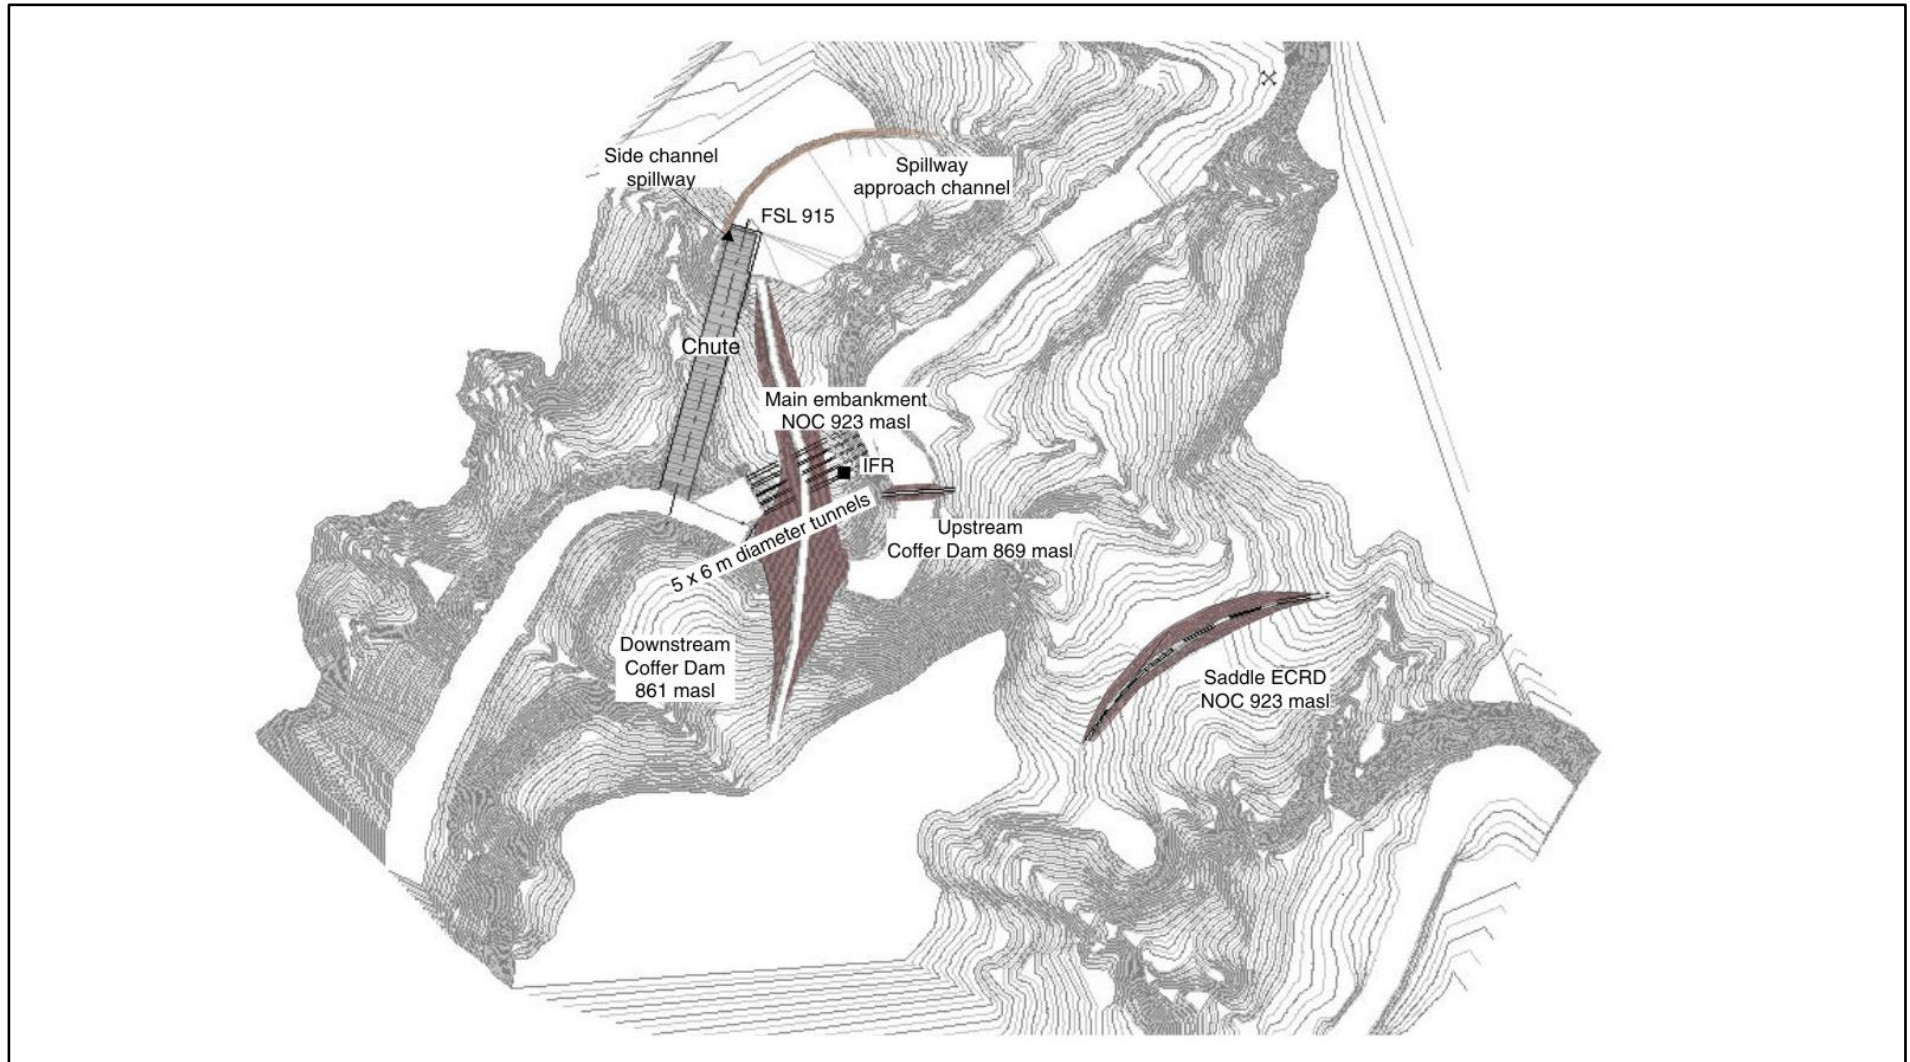 Side channel
spillway
Spillway
approach channel
FSL 915
Chute
Main embankment
NOC 923 masl
IFR
5 x 6 m diameter tunnels
Upstream
Coffer Dam 869 masl
Downstream
Coffer Dam
861 masl
Saddle ECRD
NOC 923 masl